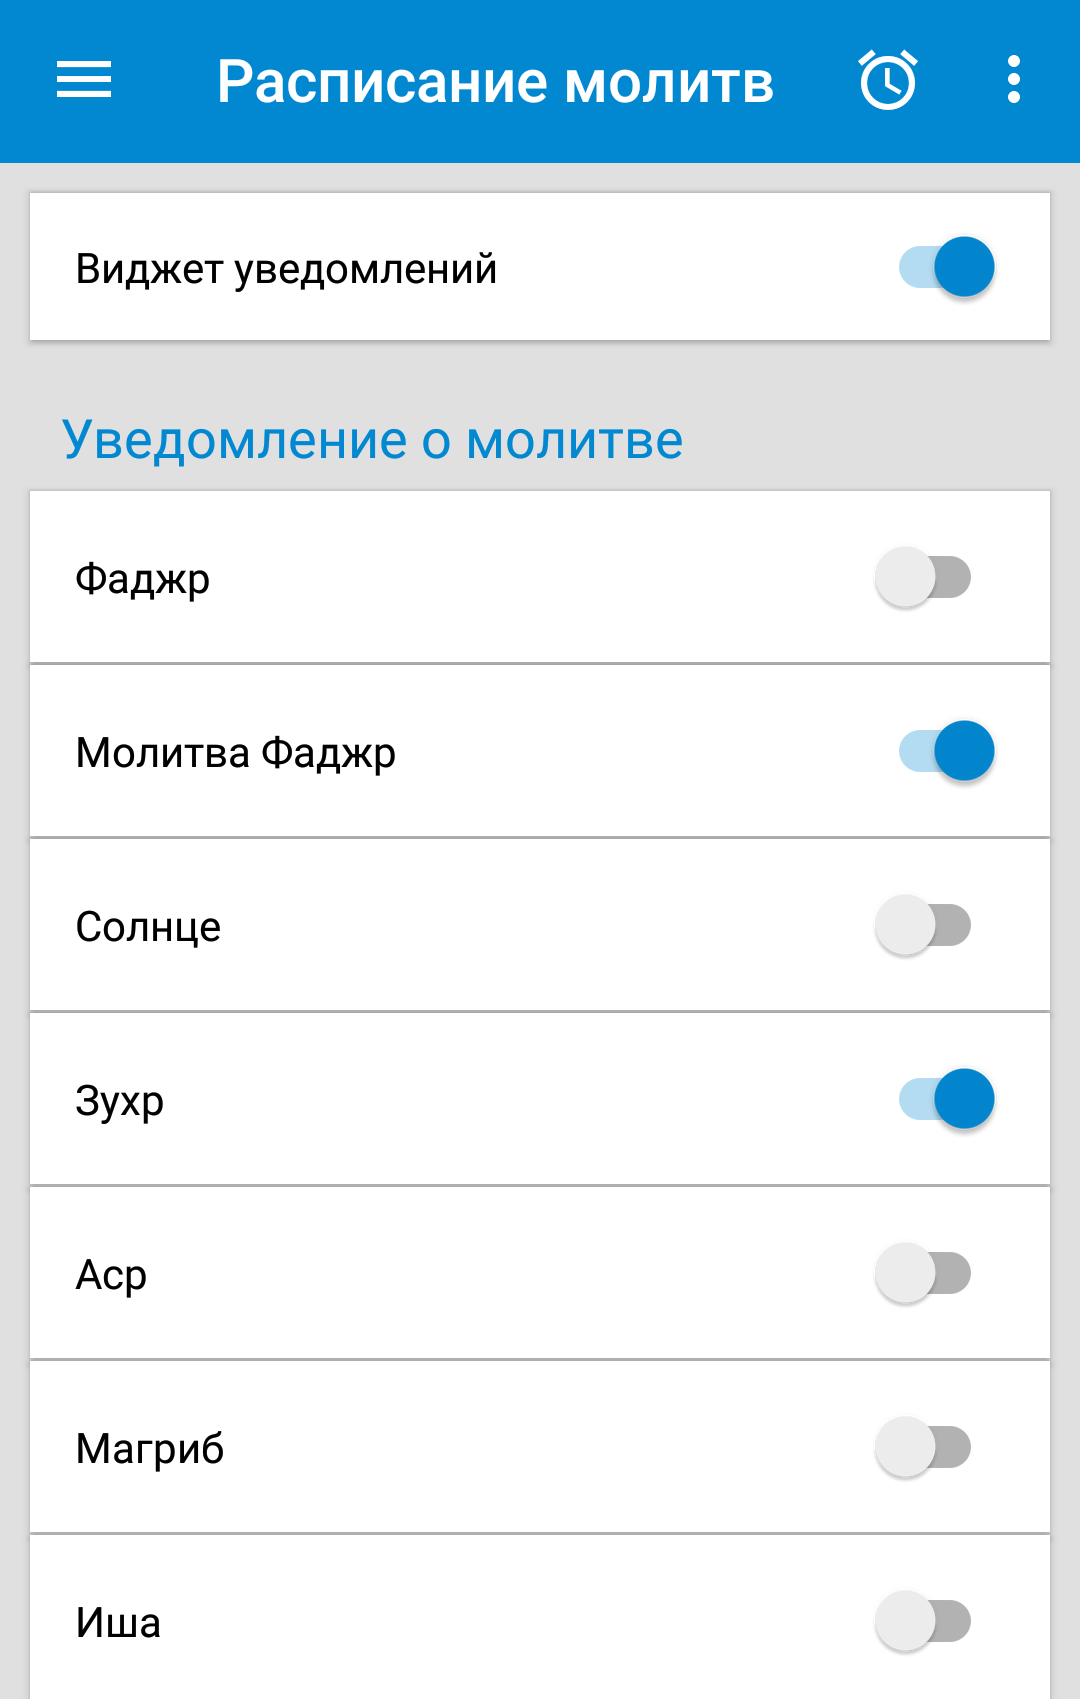 Расписание молитв
Виджет уведомлений
Уведомление о молитве
Фаджр
Молитва Фаджр
Солнце
Зухр
Аср
Магриб
Иша